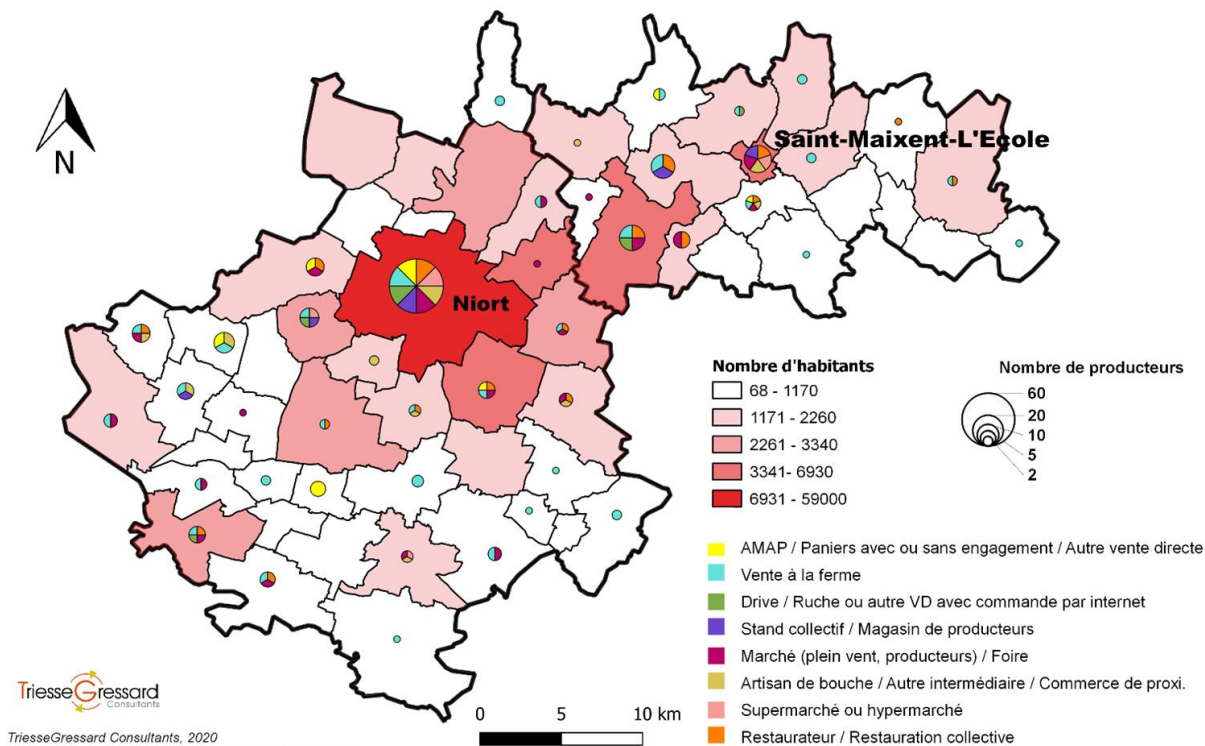 Saint-Maixent-L'Ecole
N
Niort
Nombre d'habitants
68 - 1170
1171 - 2260
2261 - 3340
3341- 6930
6931 - 59000
Nombre de producteurs
60
20
10
5
2
AMAP / Paniers avec ou sans engagement / Autre vente directe
Vente à la ferme
Drive / Ruche ou autre VD avec commande par internet
Stand collectif / Magasin de producteurs
Marché (plein vent, producteurs) / Foire
Artisan de bouche / Autre intermédiaire / Commerce de proxi.
Supermarché ou hypermarché
Restaurateur / Restauration collective
TriesseGressard
Consultants
0 5 10 km
TriesseGressard Consultants, 2020